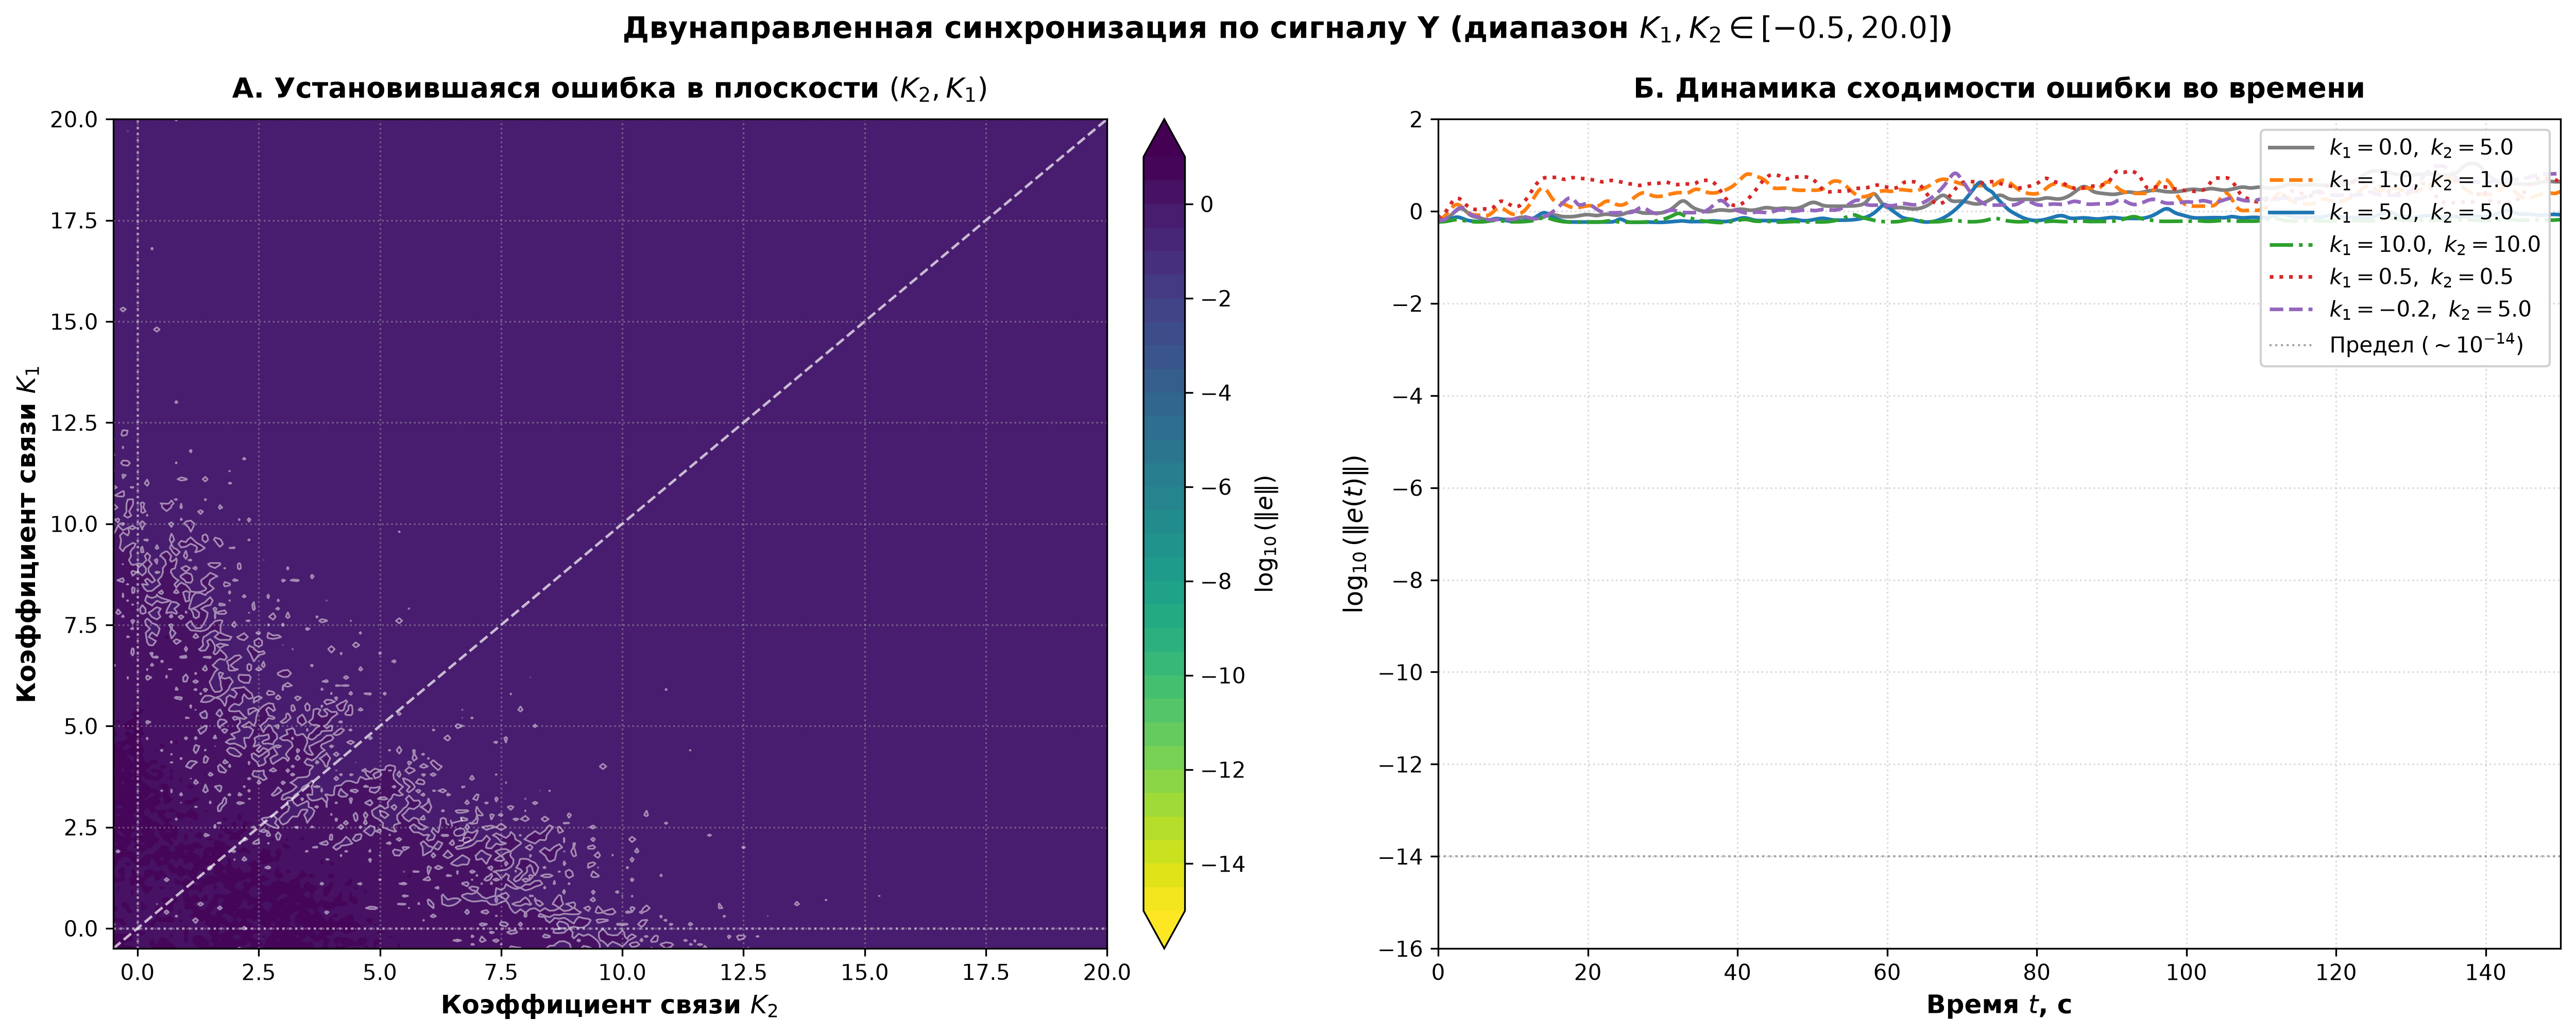 Двунаправленная синхронизация по сигналу Y (диапазон K₁, K₂ ∈ [−0.5, 20.0])
А. Установившаяся ошибка в плоскости (K₂, K₁)
20.0
17.5
15.0
12.5
10.0
7.5
5.0
2.5
0.0
Коэффициент связи K₁
0.0 2.5 5.0 7.5 10.0 12.5 15.0 17.5 20.0
Коэффициент связи K₂
0
−2
−4
−6
−8
−10
−12
−14
log₁₀(‖e‖)
Б. Динамика сходимости ошибки во времени
2
0
−2
−4
−6
−8
−10
−12
−14
−16
log₁₀(‖e(t)‖)
k₁ = 0.0, k₂ = 5.0
k₁ = 1.0, k₂ = 1.0
k₁ = 5.0, k₂ = 5.0
k₁ = 10.0, k₂ = 10.0
k₁ = 0.5, k₂ = 0.5
k₁ = −0.2, k₂ = 5.0
Предел (∼10⁻¹⁴)
0 20 40 60 80 100 120 140
Время t, с